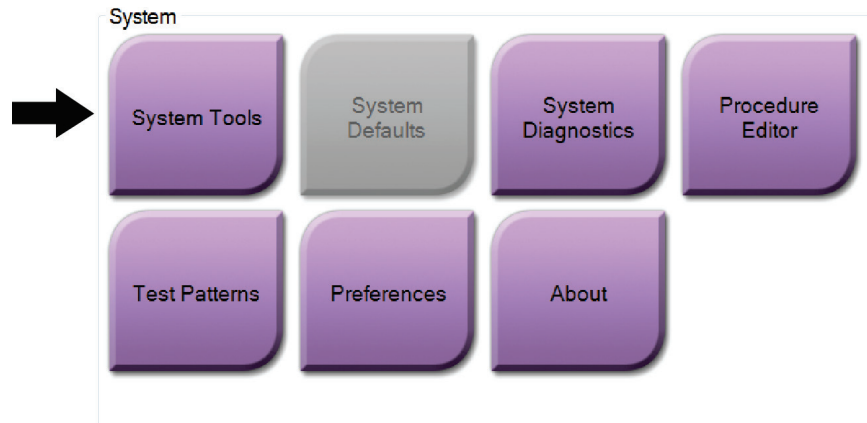 System
System Tools
System
Defaults
System
Diagnostics
Procedure
Editor
Test Patterns
Preferences
About